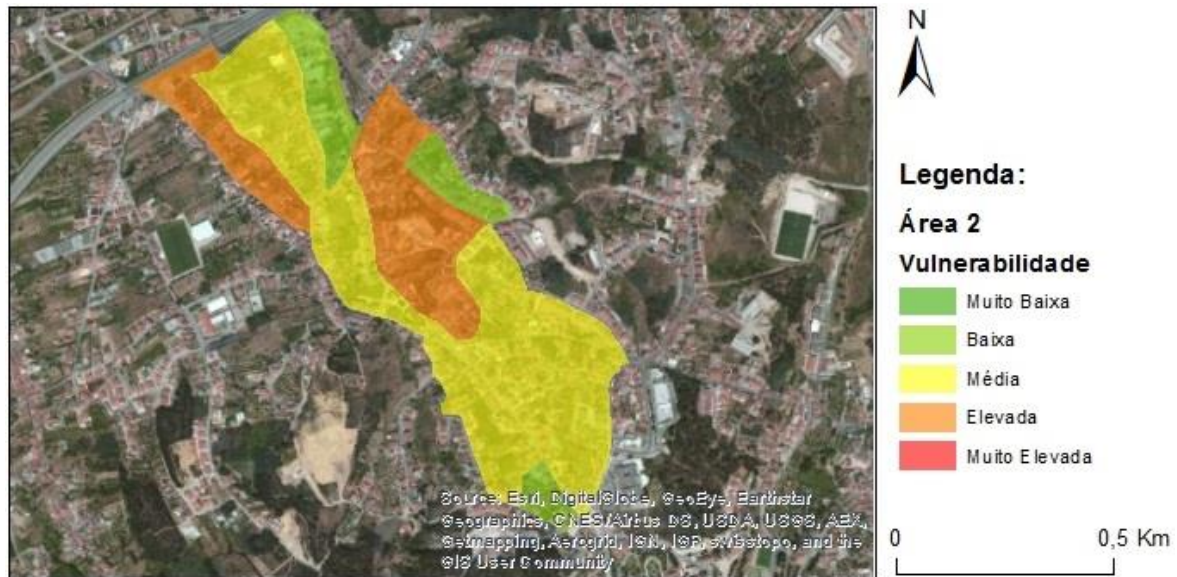 N
Legenda:
Área 2
Vulnerabilidade
Muito Baixa
Baixa
Média
Elevada
Muito Elevada
0 0,5 Km
Source: Esri, DigitalGlobe, GeoEye, Earthstar
Geographics, CNES/Airbus DS, USDA, USGS, AEX,
Getmapping, Aerogrid, IGN, IGP, swisstopo, and the
GIS User Community